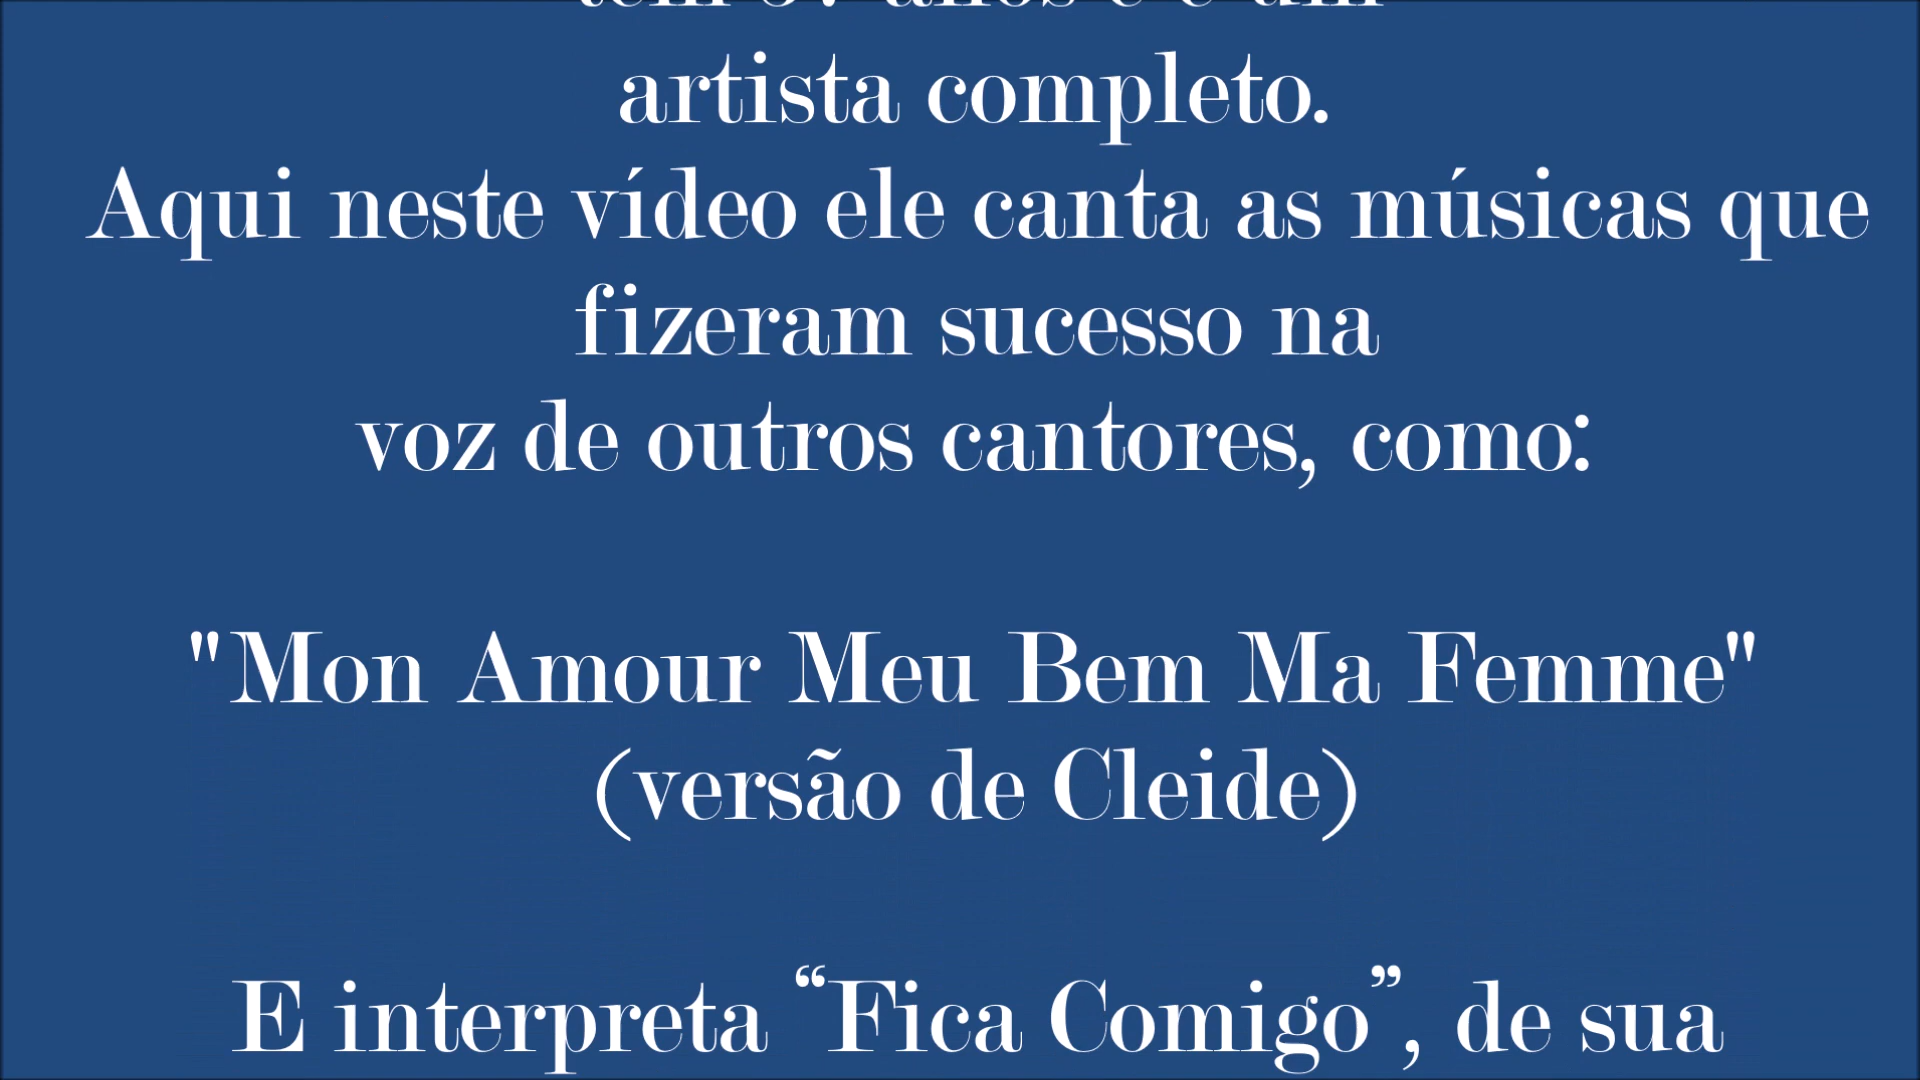 artista completo.
Aqui neste vídeo ele canta as músicas que
fizeram sucesso na
voz de outros cantores, como:
"Mon Amour Meu Bem Ma Femme"
(versão de Cleide)
E interpreta “Fica Comigo”, de sua